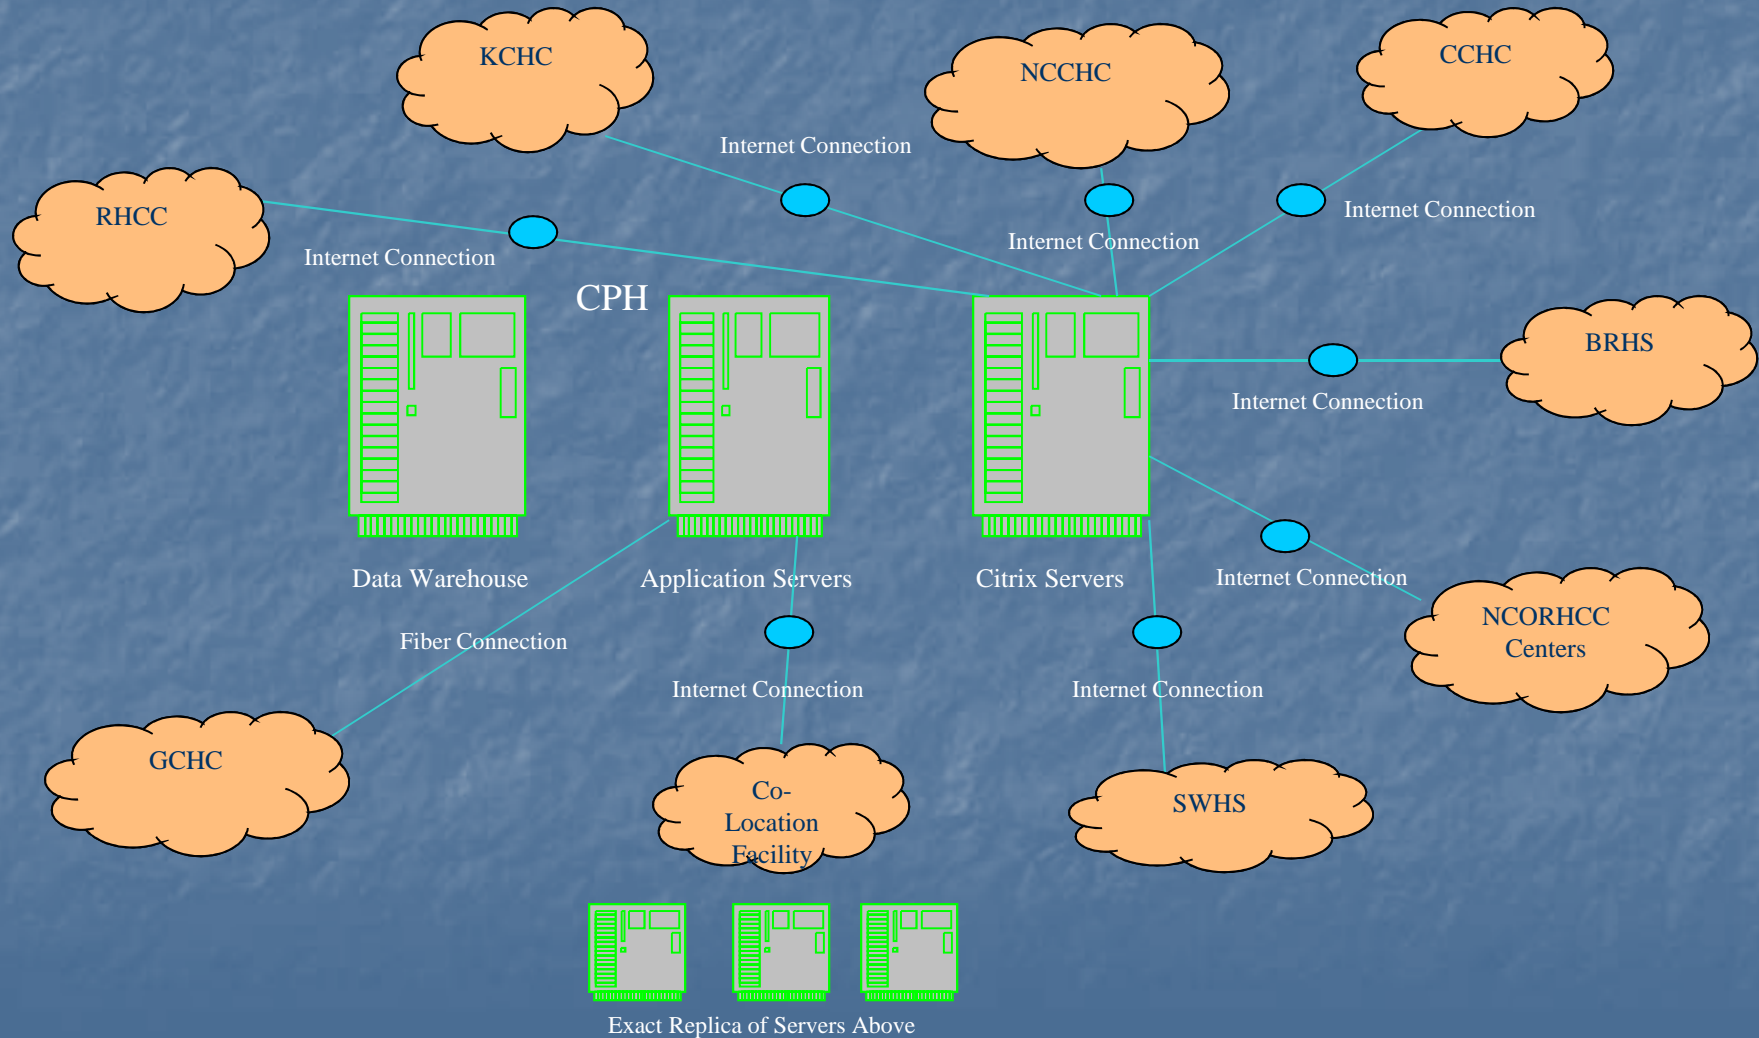 KCHC
NCCHC
CCHC
Internet Connection
RHCC
Internet Connection
Internet Connection
Internet Connection
CPH
BRHS
Internet Connection
Data Warehouse
Application Servers
Citrix Servers
Internet Connection
NCORHCC
Centers
Fiber Connection
Internet Connection
Internet Connection
GCHC
Co-
Location
Facility
SWHS
Exact Replica of Servers Above